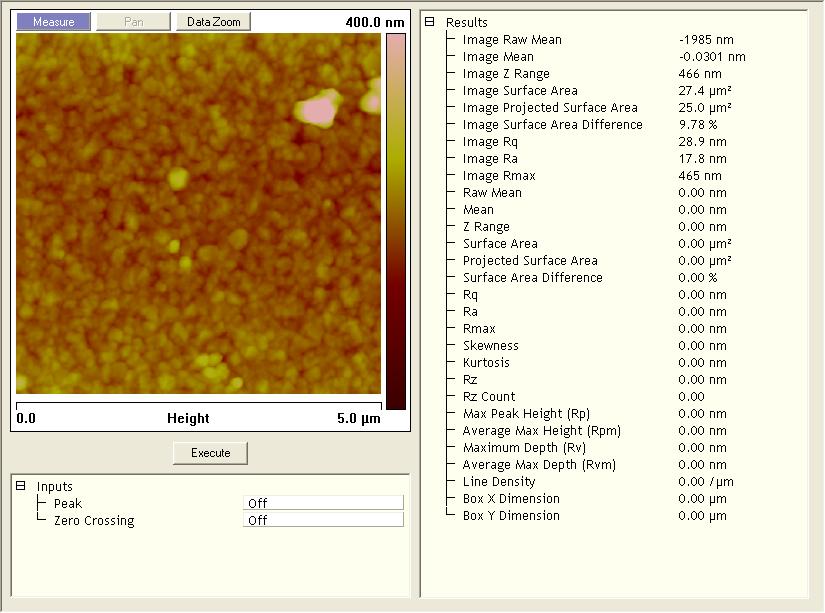 Measure Pan Data Zoom 400.0 nm
0.0 Height 5.0 µm
Execute
Inputs
Peak Off
Zero Crossing Off
Results
Image Raw Mean -1985 nm
Image Mean -0.0301 nm
Image Z Range 466 nm
Image Surface Area 27.4 µm²
Image Projected Surface Area 25.0 µm²
Image Surface Area Difference 9.78 %
Image Rq 28.9 nm
Image Ra 17.8 nm
Image Rmax 465 nm
Raw Mean 0.00 nm
Mean 0.00 nm
Z Range 0.00 nm
Surface Area 0.00 µm²
Projected Surface Area 0.00 µm²
Surface Area Difference 0.00 %
Rq 0.00 nm
Ra 0.00 nm
Rmax 0.00 nm
Skewness 0.00 nm
Kurtosis 0.00 nm
Rz 0.00 nm
Rz Count 0.00
Max Peak Height (Rp) 0.00 nm
Average Max Height (Rpm) 0.00 nm
Maximum Depth (Rv) 0.00 nm
Average Max Depth (Rvm) 0.00 nm
Line Density 0.00 /µm
Box X Dimension 0.00 µm
Box Y Dimension 0.00 µm